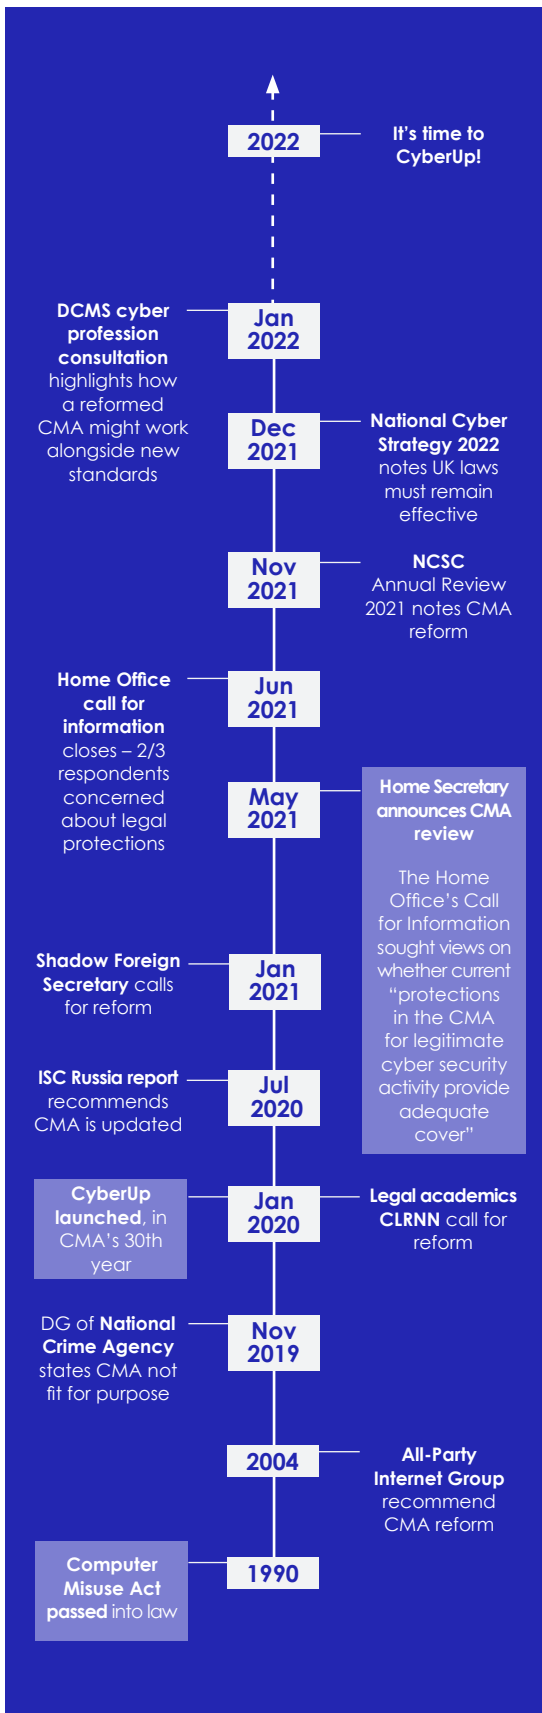 2022
It's time to
CyberUp!
DCMS cyber
profession
consultation
highlights how
a reformed
CMA might work
alongside new
standards
Jan
2022
Dec
2021
National Cyber
Strategy 2022
notes UK laws
must remain
effective
Nov
2021
NCSC
Annual Review
2021 notes CMA
reform
Home Office
call for
information
closes – 2/3
respondents
concerned
about legal
protections
Jun
2021
May
2021
Home Secretary
announces CMA
review
The Home
Office's Call
for Information
sought views on
whether current
“protections
in the CMA
for legitimate
cyber security
activity provide
adequate
cover”
Shadow Foreign
Secretary calls
for reform
Jan
2021
ISC Russia report
recommends
CMA is updated
Jul
2020
CyberUp
launched, in
CMA's 30th
year
Jan
2020
Legal academics
CLRNN call for
reform
DG of National
Crime Agency
states CMA not
fit for purpose
Nov
2019
2004
All-Party
Internet Group
recommend
CMA reform
Computer
Misuse Act
passed into law
1990